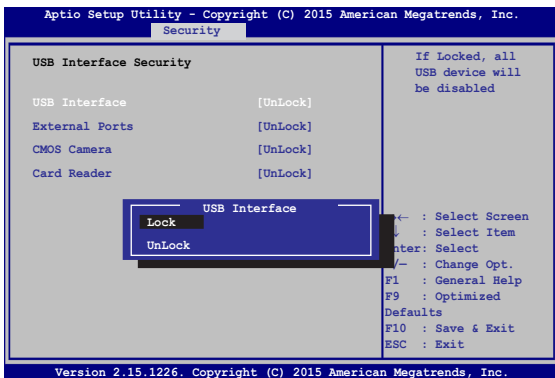 Aptio Setup Utility - Copyright (C) 2015 American Megatrends, Inc.
Security
USB Interface Security
USB Interface [UnLock]
External Ports [UnLock]
CMOS Camera [UnLock]
Card Reader [UnLock]
USB Interface
Lock
UnLock
If Locked, all
USB device will
be disabled
→← : Select Screen
↓ : Select Item
nter: Select
/— : Change Opt.
F1 : General Help
F9 : Optimized
Defaults
F10 : Save & Exit
ESC : Exit
Version 2.15.1226. Copyright (C) 2015 American Megatrends, Inc.